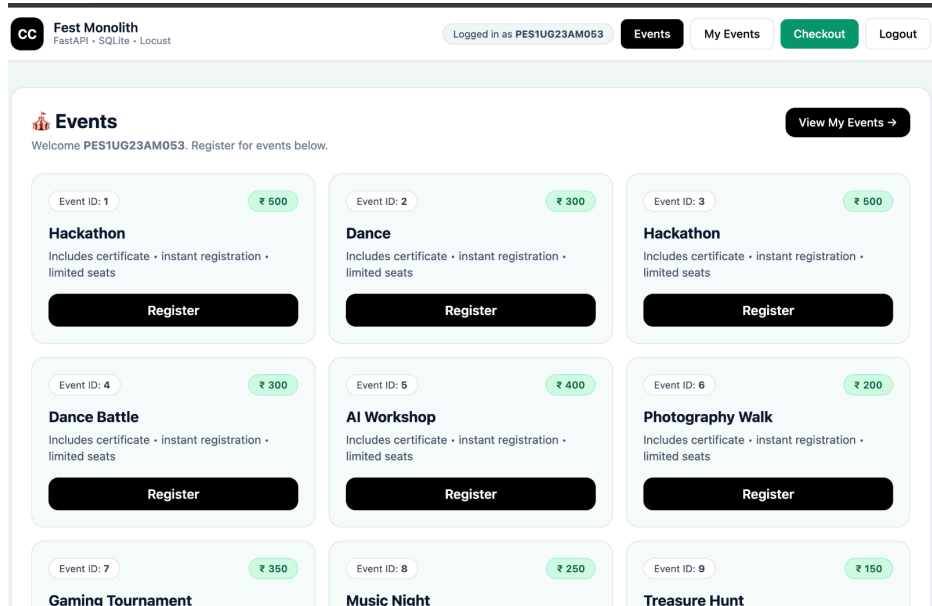 CC
Fest Monolith
FastAPI • SQLite • Locust
Logged in as PES1UG23AM053
Events
My Events
Checkout
Logout
Events
View My Events →
Welcome PES1UG23AM053. Register for events below.
Event ID: 1
₹ 500
Hackathon
Includes certificate • instant registration •
limited seats
Register
Event ID: 2
₹ 300
Dance
Includes certificate • instant registration •
limited seats
Register
Event ID: 3
₹ 500
Hackathon
Includes certificate • instant registration •
limited seats
Register
Event ID: 4
₹ 300
Dance Battle
Includes certificate • instant registration •
limited seats
Register
Event ID: 5
₹ 400
AI Workshop
Includes certificate • instant registration •
limited seats
Register
Event ID: 6
₹ 200
Photography Walk
Includes certificate • instant registration •
limited seats
Register
Event ID: 7
₹ 350
Gaming Tournament
Event ID: 8
₹ 250
Music Night
Event ID: 9
₹ 150
Treasure Hunt